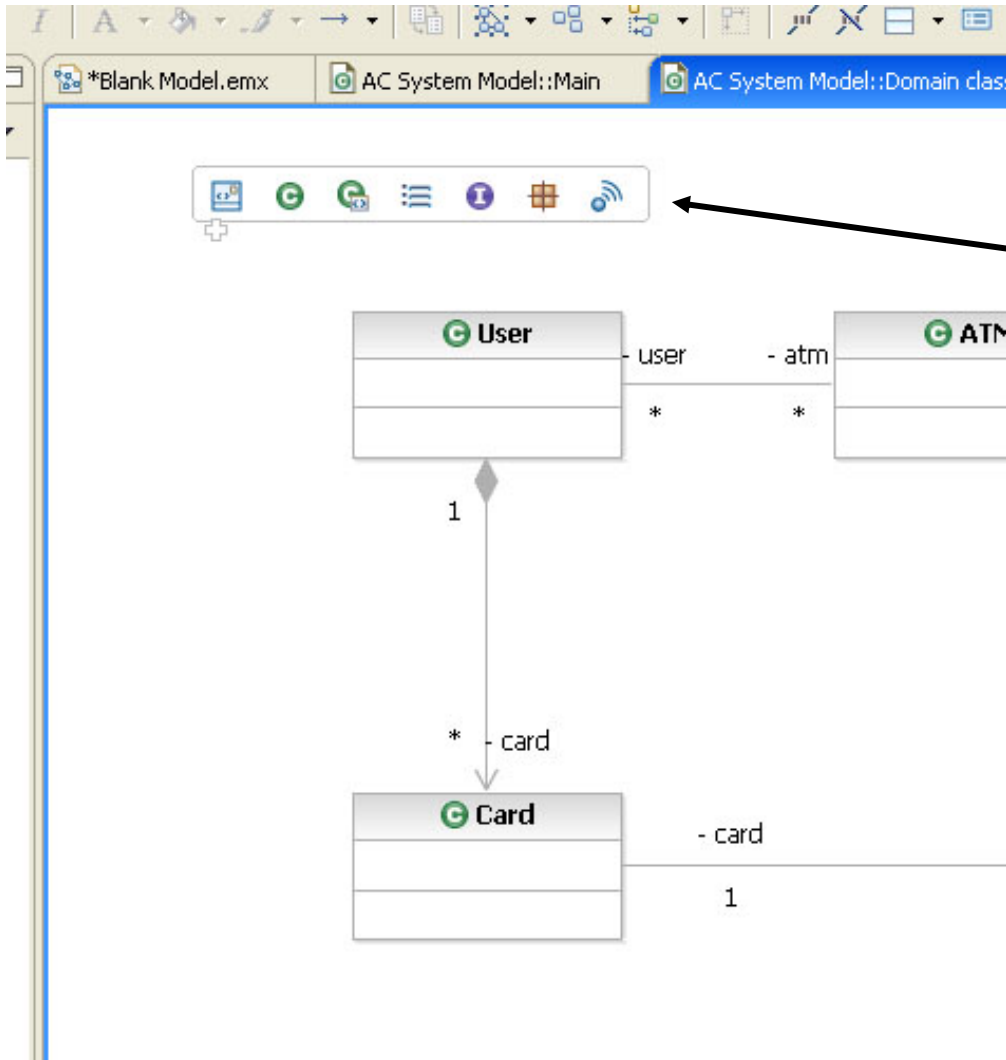 *Blank Model.emx
AC System Model::Main
AC System Model::Domain clas
User
ATM
- user
- atm
*
*
1
*
- card
Card
- card
1